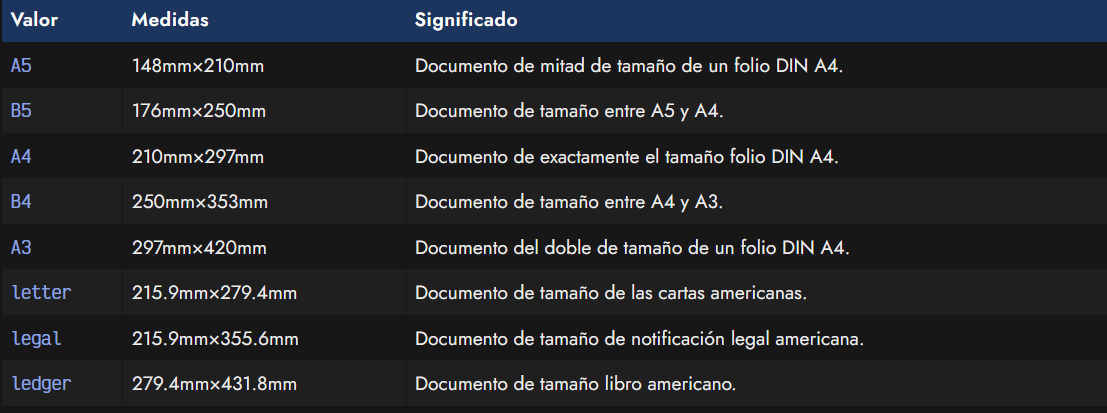 Valor Medidas Significado
A5 148mm×210mm Documento de mitad de tamaño de un folio DIN A4.
B5 176mm×250mm Documento de tamaño entre A5 y A4.
A4 210mm×297mm Documento de exactamente el tamaño folio DIN A4.
B4 250mm×353mm Documento de tamaño entre A4 y A3.
A3 297mm×420mm Documento del doble de tamaño de un folio DIN A4.
letter 215.9mm×279.4mm Documento de tamaño de las cartas americanas.
legal 215.9mm×355.6mm Documento de tamaño de notificación legal americana.
ledger 279.4mm×431.8mm Documento de tamaño libro americano.